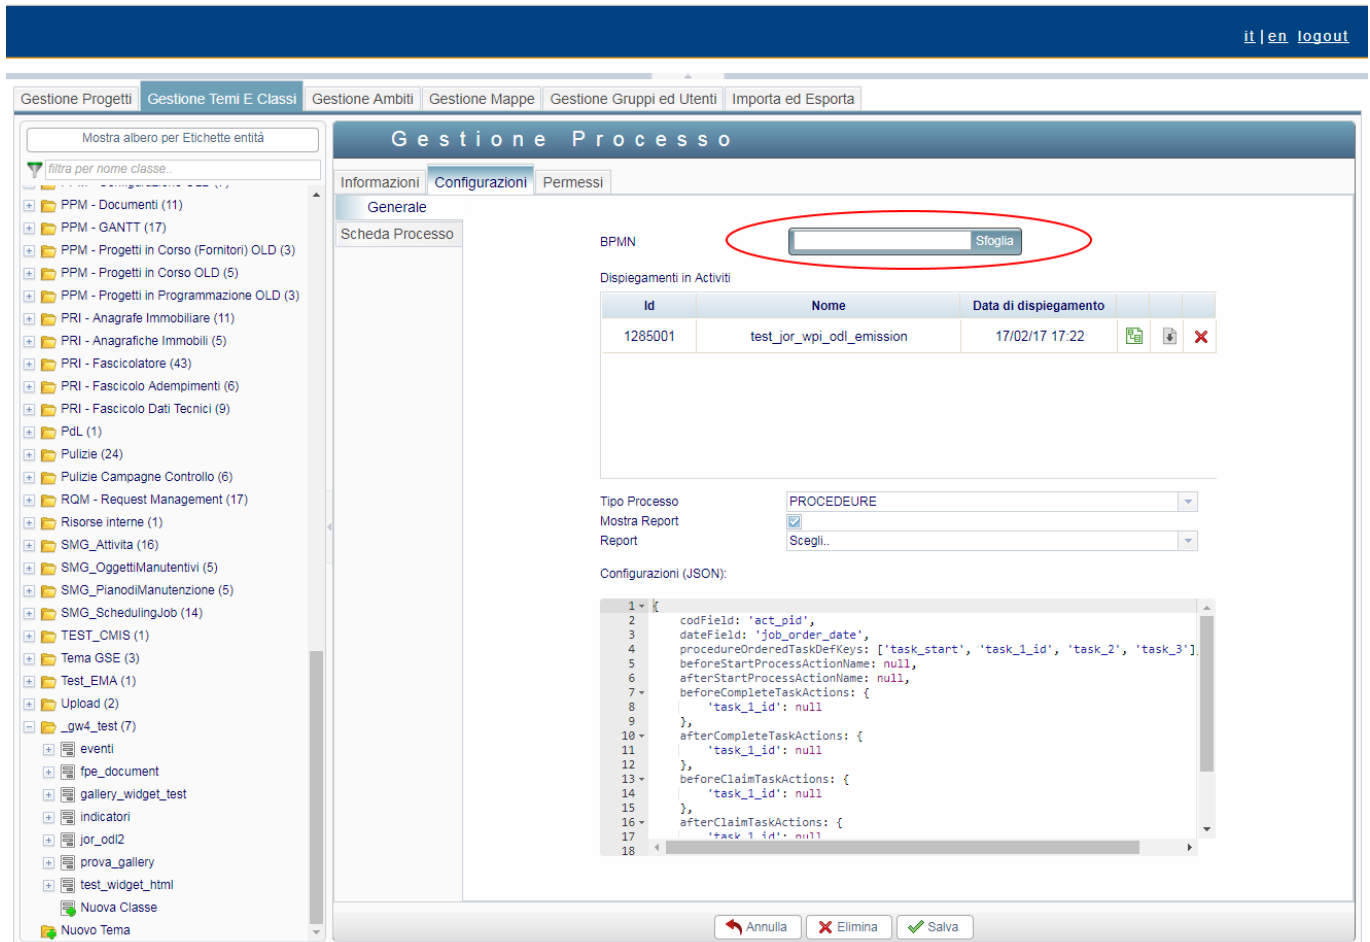 it | en logout
Gestione Progetti Gestione Temi E Classi Gestione Ambiti Gestione Mappe Gestione Gruppi ed Utenti Importa ed Esporta
Mostra albero per Etichette entità
filtra per nome classe..
PPM - Documenti (11)
PPM - GANTT (17)
PPM - Progetti in Corso (Fornitori) OLD (3)
PPM - Progetti in Corso OLD (5)
PPM - Progetti in Programmazione OLD (3)
PRI - Anagrafe Immobiliare (11)
PRI - Anagrafiche Immobili (5)
PRI - Fascicolatore (43)
PRI - Fascicolo Adempimenti (6)
PRI - Fascicolo Dati Tecnici (9)
PdL (1)
Pulizie (24)
Pulizie Campagne Controllo (6)
RQM - Request Management (17)
Risorse interne (1)
SMG_Attivita (16)
SMG_OggettiManutentivi (5)
SMG_PianodiManutenzione (5)
SMG_SchedulingJob (14)
TEST_CMIS (1)
Tema GSE (3)
Test_EMA (1)
Upload (2)
_gw4_test (7)
eventi
fpe_document
gallery_widget_test
indicatori
jor_odl2
prova_gallery
test_widget_html
Nuova Classe
Nuovo Tema
Gestione Processo
Informazioni Configurazioni Permessi
Generale
Scheda Processo
BPMN Sfoglia
Dispiegamenti in Activiti
Id Nome Data di dispiegamento
1285001 test_jor_wpi_odl_emission 17/02/17 17:22
Tipo Processo PROCEDEURE
Mostra Report
Report Scegli..
Configurazioni (JSON):
1 {
2 codField: 'act_pid',
3 dateField: 'job_order_date',
4 procedureOrderedTaskDefKeys: ['task_start', 'task_1_id', 'task_2', 'task_3']
5 beforeStartProcessActionName: null,
6 afterStartProcessActionName: null,
7 beforeCompleteTaskActions: {
8 'task_1_id': null
9 },
10 afterCompleteTaskActions: {
11 'task_1_id': null
12 },
13 beforeClaimTaskActions: {
14 'task_1_id': null
15 },
16 afterClaimTaskActions: {
17 'task_1_id': null
18
Annulla Elimina Salva